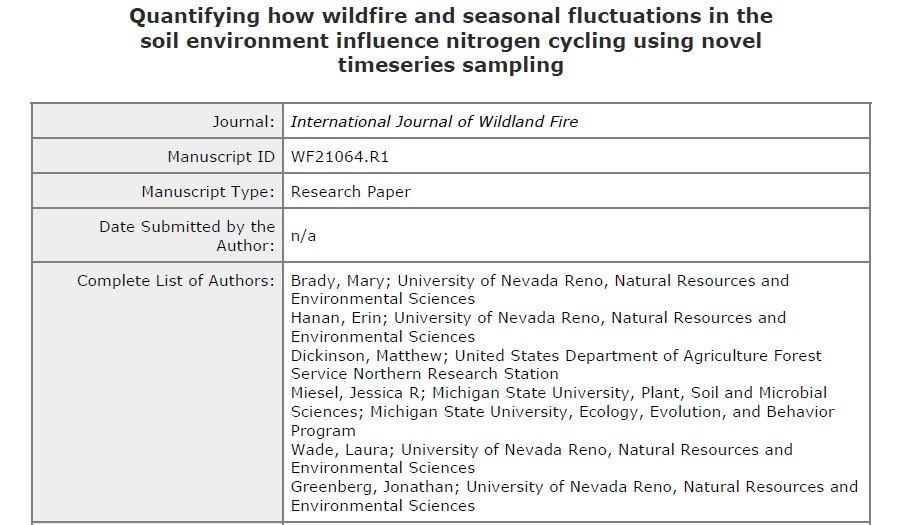 Quantifying how wildfire and seasonal fluctuations in the
soil environment influence nitrogen cycling using novel
timeseries sampling
Journal: International Journal of Wildland Fire
Manuscript ID WF21064.R1
Manuscript Type: Research Paper
Date Submitted by the
Author:
n/a
Complete List of Authors: Brady, Mary; University of Nevada Reno, Natural Resources and
Environmental Sciences
Hanan, Erin; University of Nevada Reno, Natural Resources and
Environmental Sciences
Dickinson, Matthew; United States Department of Agriculture Forest
Service Northern Research Station
Miesel, Jessica R; Michigan State University, Plant, Soil and Microbial
Sciences; Michigan State University, Ecology, Evolution, and Behavior
Program
Wade, Laura; University of Nevada Reno, Natural Resources and
Environmental Sciences
Greenberg, Jonathan; University of Nevada Reno, Natural Resources and
Environmental Sciences